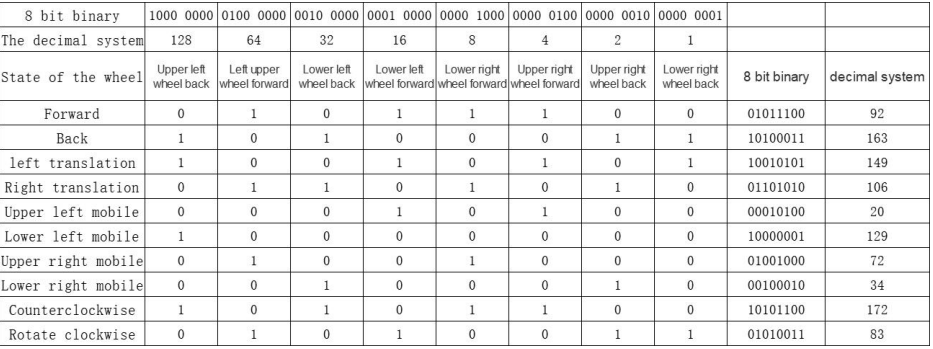 8 bit binary 1000 0000 0100 0000 0010 0000 0001 0000 0000 1000 0000 0100 0000 0010 0000 0001
The decimal system 128 64 32 16 8 4 2 1
State of the wheel Upper left wheel back Left upper wheel forward Lower left wheel back Lower left wheel forward Lower right wheel forward Upper right wheel forward Upper right wheel back Lower right wheel back 8 bit binary decimal system
Forward 0 1 0 1 1 1 0 0 01011100 92
Back 1 0 1 0 0 0 1 1 10100011 163
left translation 1 0 0 1 0 1 0 1 10010101 149
Right translation 0 1 1 0 1 0 1 0 01101010 106
Upper left mobile 0 0 0 1 0 1 0 0 00010100 20
Lower left mobile 1 0 0 0 0 0 0 1 10000001 129
Upper right mobile 0 1 0 0 1 0 0 0 01001000 72
Lower right mobile 0 0 1 0 0 0 1 0 00100010 34
Counterclockwise 1 0 1 0 1 1 0 0 10101100 172
Rotate clockwise 0 1 0 1 0 0 1 1 01010011 83